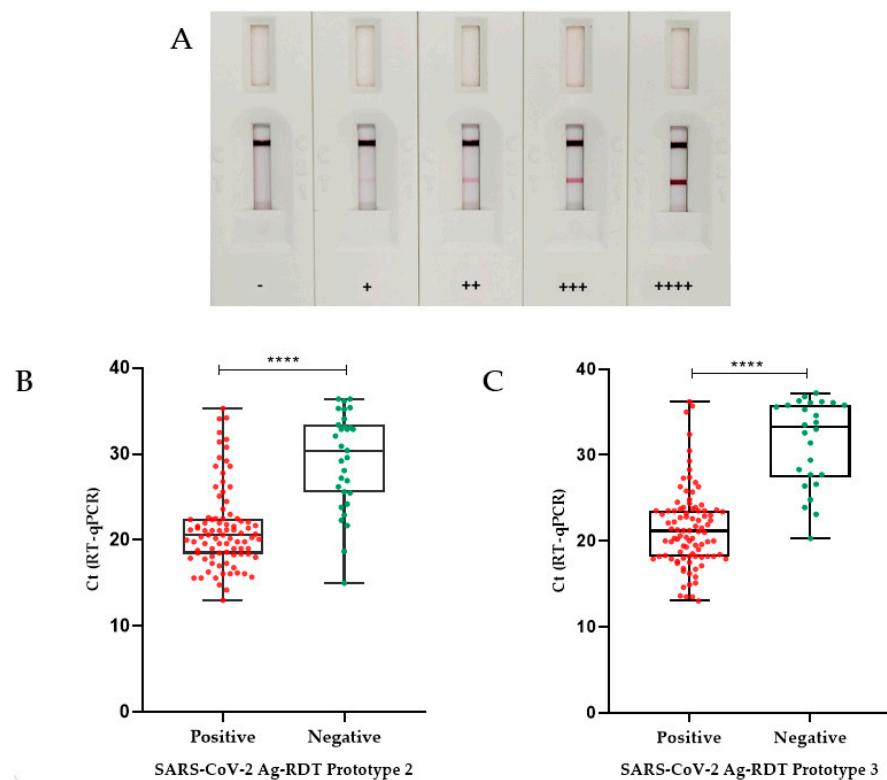 A
- + ++ +++ ++++
B
****
40
30
20
10
0
Ct (RT-qPCR)
Positive Negative
SARS-CoV-2 Ag-RDT Prototype 2
C
****
40
30
20
10
0
Ct (RT-qPCR)
Positive Negative
SARS-CoV-2 Ag-RDT Prototype 3